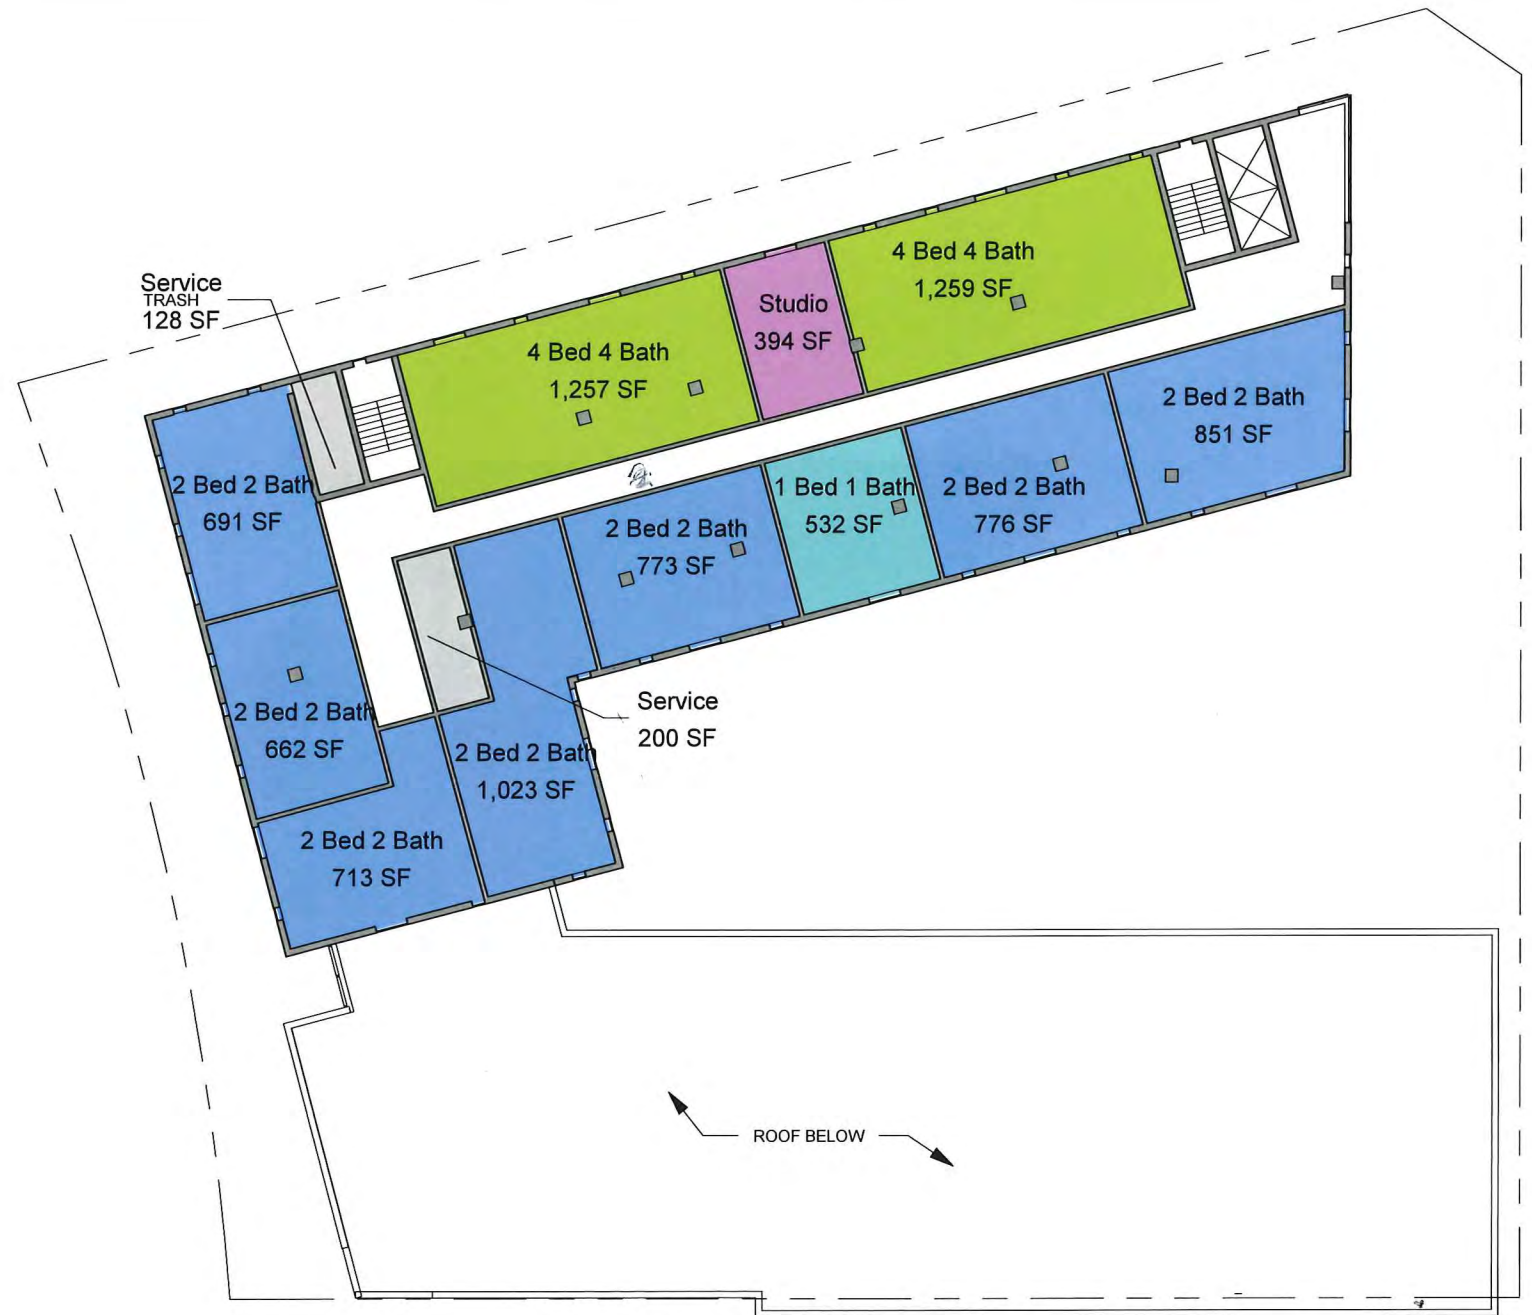 Service
TRASH
128 SF
4 Bed 4 Bath
1,259 SF
Studio
394 SF
4 Bed 4 Bath
1,257 SF
2 Bed 2 Bath
851 SF
2 Bed 2 Bath
691 SF
1 Bed 1 Bath
532 SF
2 Bed 2 Bath
776 SF
2 Bed 2 Bath
773 SF
2 Bed 2 Bath
662 SF
Service
200 SF
2 Bed 2 Bath
1,023 SF
2 Bed 2 Bath
713 SF
ROOF BELOW